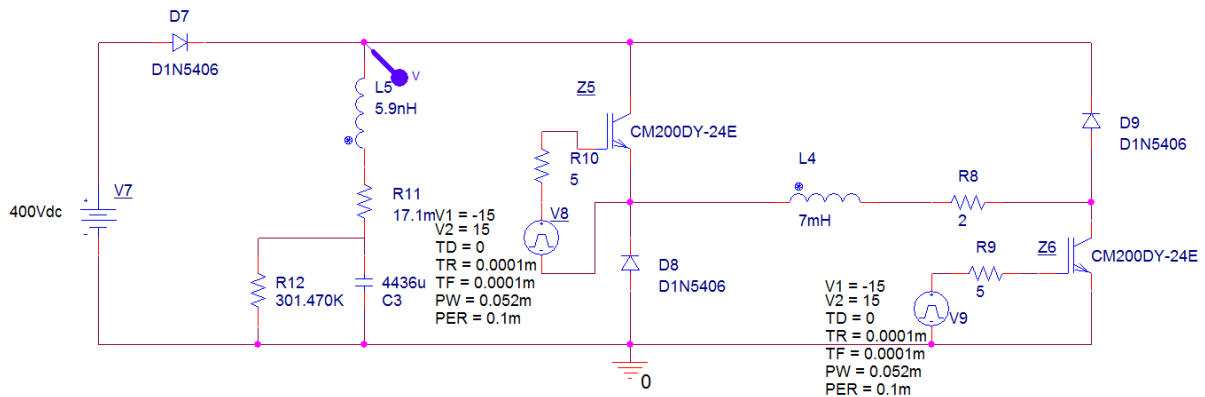 D7
D1N5406
V7
400Vdc
+
-
V
L5
5.9nH
R11
17.1m
R12
301.470K
4436u
C3
V1 = -15
V2 = 15
TD = 0
TR = 0.0001m
TF = 0.0001m
PW = 0.052m
PER = 0.1m
Z5
CM200DY-24E
R10
5
V8
D8
D1N5406
0
L4
7mH
R8
2
D9
D1N5406
R9
5
Z6
CM200DY-24E
V9
V1 = -15
V2 = 15
TD = 0
TR = 0.0001m
TF = 0.0001m
PW = 0.052m
PER = 0.1m